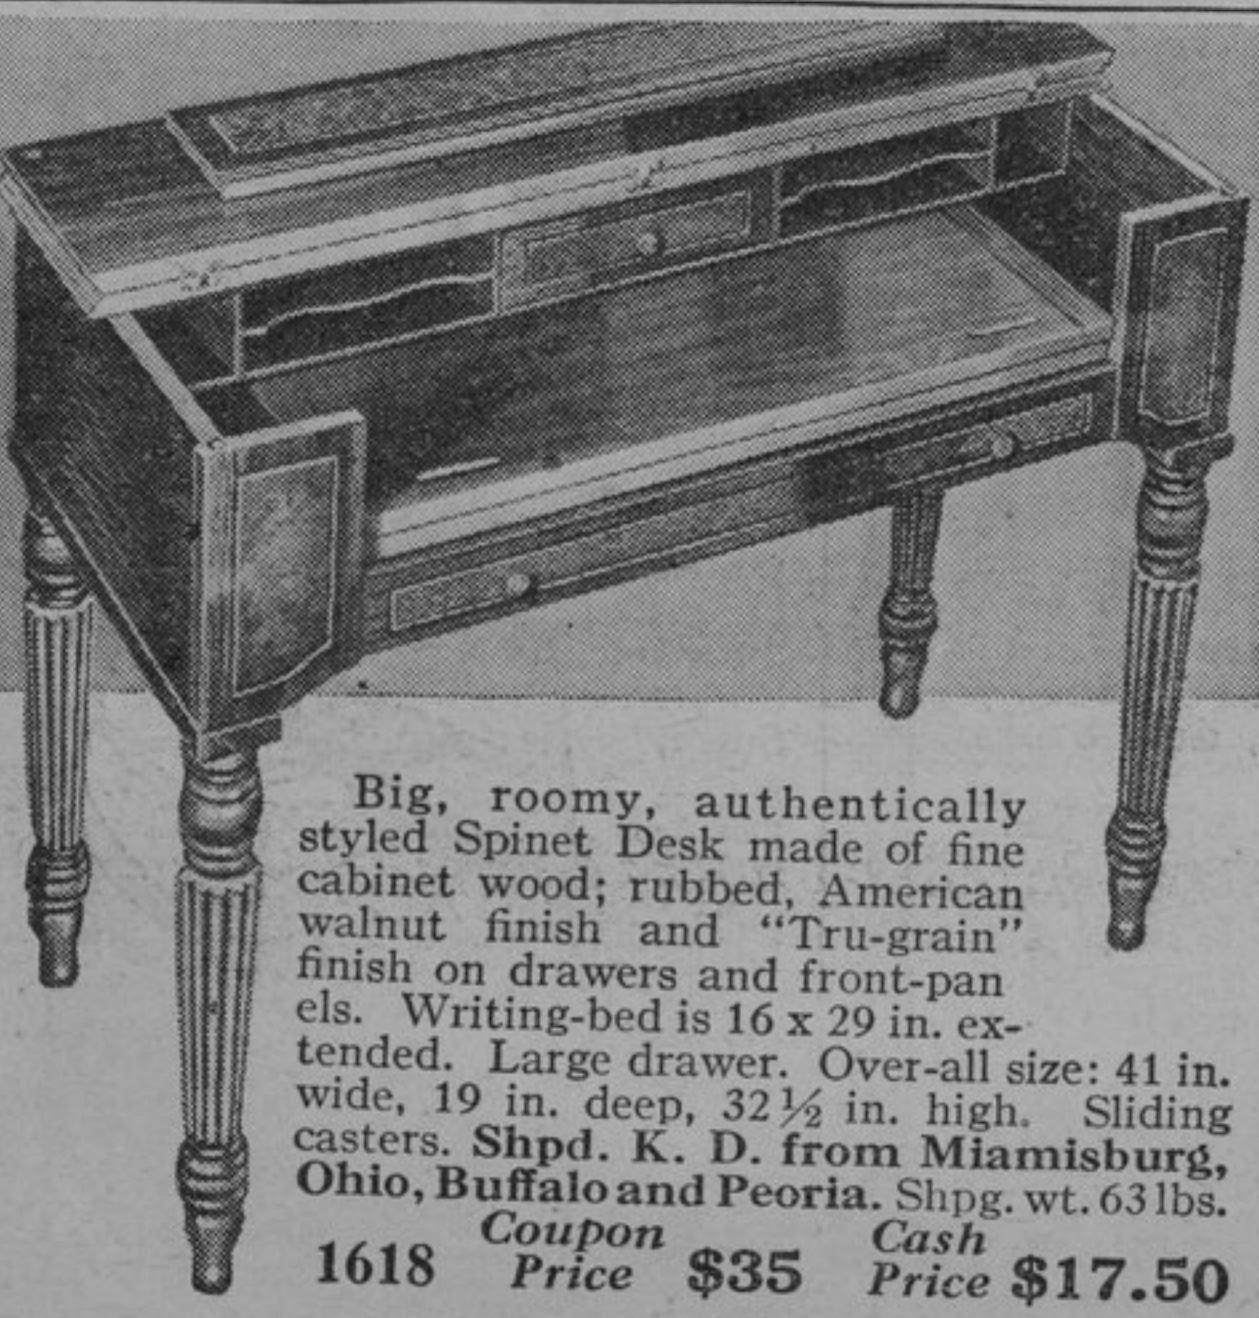 Big, roomy, authentically
styled Spinet Desk made of fine
cabinet wood; rubbed, American
walnut finish and “Tru-grain”
finish on drawers and front-pan
els. Writing-bed is 16 x 29 in. ex-
tended. Large drawer. Over-all size: 41 in.
wide, 19 in. deep, 32½ in. high. Sliding
casters. Shpd. K. D. from Miamisburg,
Ohio, Buffalo and Peoria. Shpg. wt. 63 lbs.
1618 Coupon Price $35 Cash Price $17.50